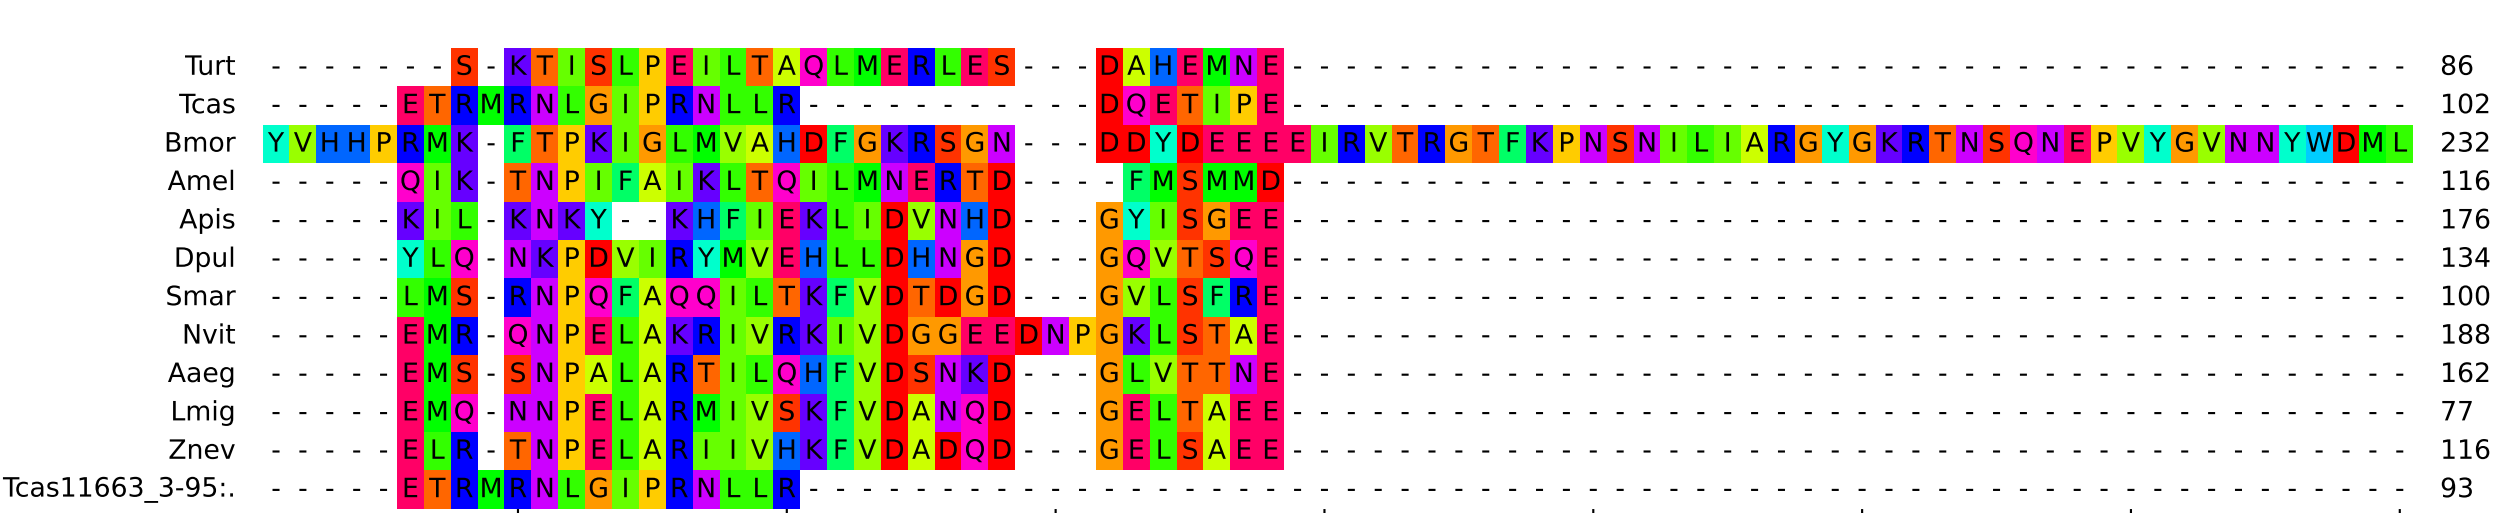 Turt - - - - - - - S - K T I S L P E I L T A Q L M E R L E S - - - D A H E M N E - - - - - - - - - - - - - - - - - - - - - - - - - - - - - - - - - - - - - - - - - - 86
Tcas - - - - - E T R M R N L G I P R N L L R - - - - - - - - - - - D Q E T I P E - - - - - - - - - - - - - - - - - - - - - - - - - - - - - - - - - - - - - - - - - - 102
Bmor Y V H H P R M K - F T P K I G L M V A H D F G K R S G N - - - D D Y D E E E E I R V T R G T F K P N S N I L I A R G Y G K R T N S Q N E P V Y G V N N Y W D M L 232
Amel - - - - - Q I K - T N P I F A I K L T Q I L M N E R T D - - - - F M S M M D - - - - - - - - - - - - - - - - - - - - - - - - - - - - - - - - - - - - - - - - - - 116
Apis - - - - - K I L - K N K Y - - K H F I E K L I D V N H D - - - G Y I S G E E - - - - - - - - - - - - - - - - - - - - - - - - - - - - - - - - - - - - - - - - - - 176
Dpul - - - - - Y L Q - N K P D V I R Y M V E H L L D H N G D - - - G Q V T S Q E - - - - - - - - - - - - - - - - - - - - - - - - - - - - - - - - - - - - - - - - - - 134
Smar - - - - - L M S - R N P Q F A Q Q I L T K F V D T D G D - - - G V L S F R E - - - - - - - - - - - - - - - - - - - - - - - - - - - - - - - - - - - - - - - - - - 100
Nvit - - - - - E M R - Q N P E L A K R I V R K I V D G G E E D N P G K L S T A E - - - - - - - - - - - - - - - - - - - - - - - - - - - - - - - - - - - - - - - - - - 188
Aaeg - - - - - E M S - S N P A L A R T I L Q H F V D S N K D - - - G L V T T N E - - - - - - - - - - - - - - - - - - - - - - - - - - - - - - - - - - - - - - - - - - 162
Lmig - - - - - E M Q - N N P E L A R M I V S K F V D A N Q D - - - G E L T A E E - - - - - - - - - - - - - - - - - - - - - - - - - - - - - - - - - - - - - - - - - - 77
Znev - - - - - E L R - T N P E L A R I I V H K F V D A D Q D - - - G E L S A E E - - - - - - - - - - - - - - - - - - - - - - - - - - - - - - - - - - - - - - - - - - 116
Tcas11663_3-95:. - - - - - E T R M R N L G I P R N L L R - - - - - - - - - - - - - - - - - - - - - - - - - - - - - - - - - - - - - - - - - - - - - - - - - - - - - - - - - - - - 93